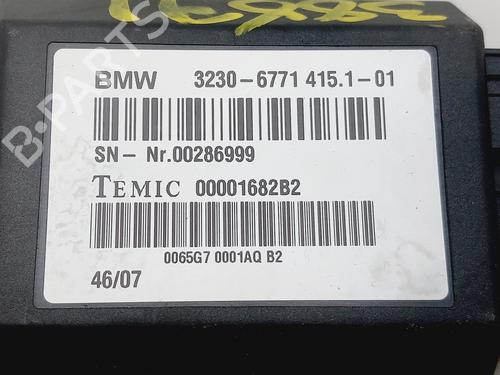 BMW 3230-6771 415.1-01
SN- Nr.00286999
TEMIC 00001682B2
0065G7 0001AQ B2
46/07
B-PARTS